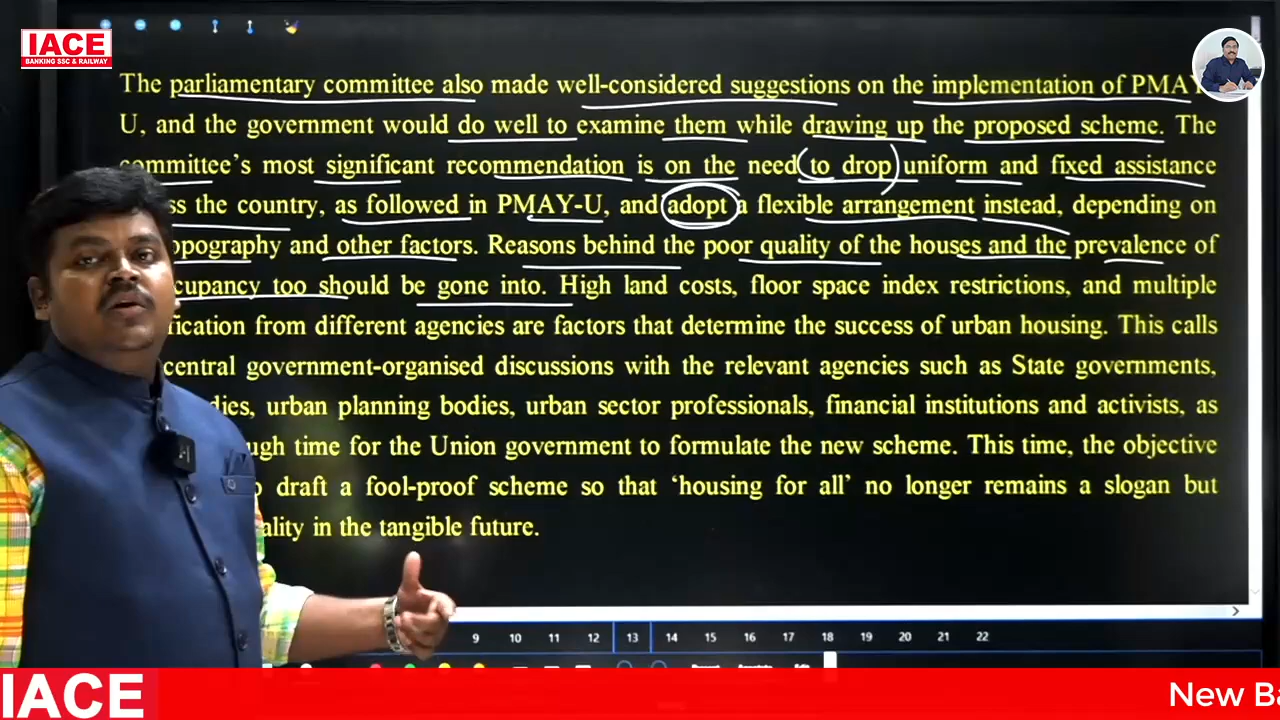 IACE
BANKING SSC & RAILWAY
The parliamentary committee also made well-considered suggestions on the implementation of PMAY-
U, and the government would do well to examine them while drawing up the proposed scheme. The
committee's most significant recommendation is on the need to drop uniform and fixed assistance
the country, as followed in PMAY-U, and adopt a flexible arrangement instead, depending on
and other factors. Reasons behind the poor quality of the houses and the prevalence of
too should be gone into. High land costs, floor space index restrictions, and multiple
from different agencies are factors that determine the success of urban housing. This calls
central government-organised discussions with the relevant agencies such as State governments,
urban planning bodies, urban sector professionals, financial institutions and activists, as
time for the Union government to formulate the new scheme. This time, the objective
draft a fool-proof scheme so that ‘housing for all’ no longer remains a slogan but
in the tangible future.
9 10 11 12 13 14 15 16 17 18 19 20 21 22
IACE
New Ba